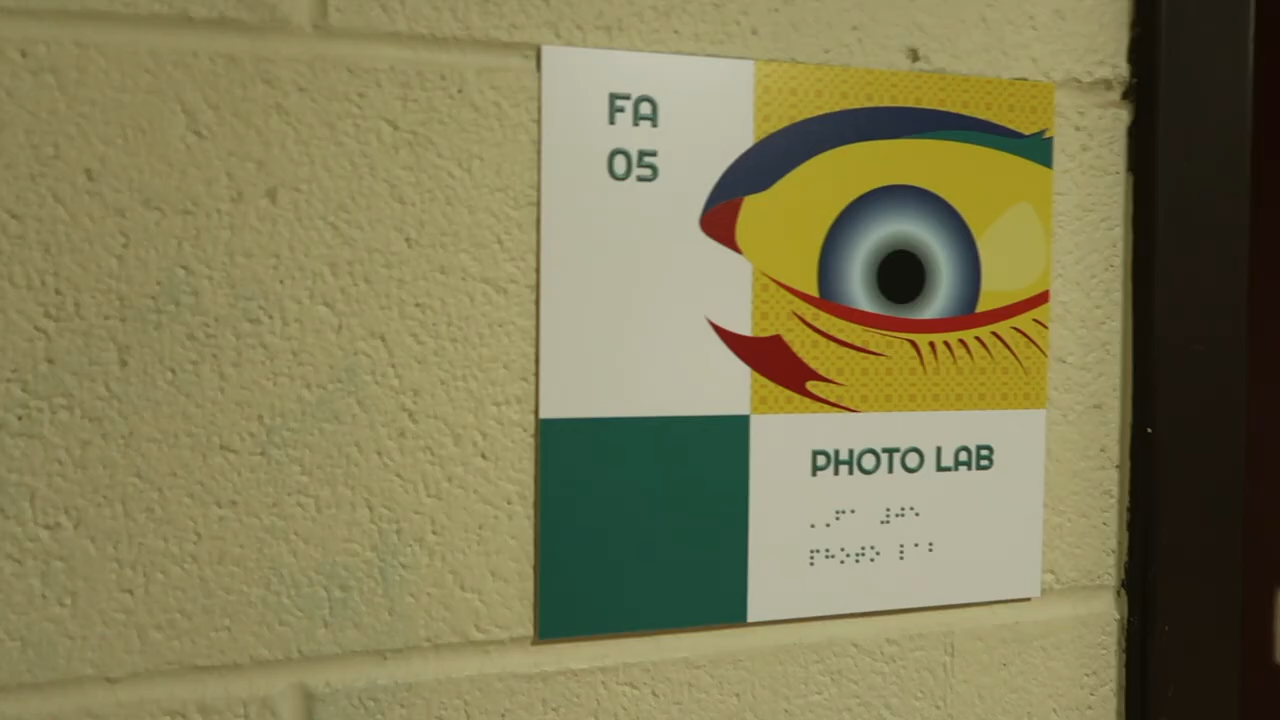 FA
05
PHOTO LAB
⠠⠠⠋⠁ ⠼⠚⠑
⠏⠓⠕⠞⠕ ⠇⠁⠃